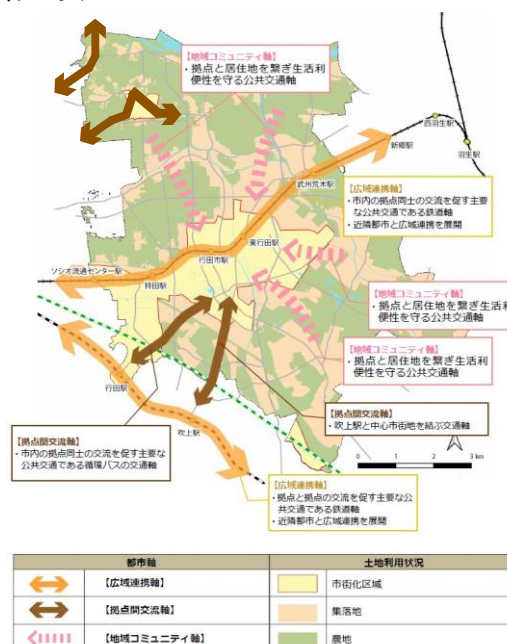 【地域コミュニティ軸】
・拠点と居住地を繋ぎ生活利
便性を守る公共交通軸
西羽生駅
新郷駅
羽生駅
武州荒木駅
【広域連携軸】
・市内の拠点同士の交流を促す主要
な公共交通である鉄道軸
・近隣都市と広域連携を展開
東行田駅
行田市駅
ソシオ流通センター駅
持田駅
【地域コミュニティ軸】
・拠点と居住地を繋ぎ生活利
便性を守る公共交通軸
【地域コミュニティ軸】
・拠点と居住地を繋ぎ生活利
便性を守る公共交通軸
行田駅
吹上駅
【拠点間交流軸】
・吹上駅と中心市街地を結ぶ交通軸
【拠点間交流軸】
・市内の拠点同士の交流を促す主要な
公共交通である循環バスの交通軸
0 1 2 3 km
【広域連携軸】
・拠点と拠点の交流を促す主要な公
共交通である鉄道軸
・近隣都市と広域連携を展開
都市軸 土地利用状況
【広域連携軸】 市街化区域
【拠点間交流軸】 集落地
【地域コミュニティ軸】 農地